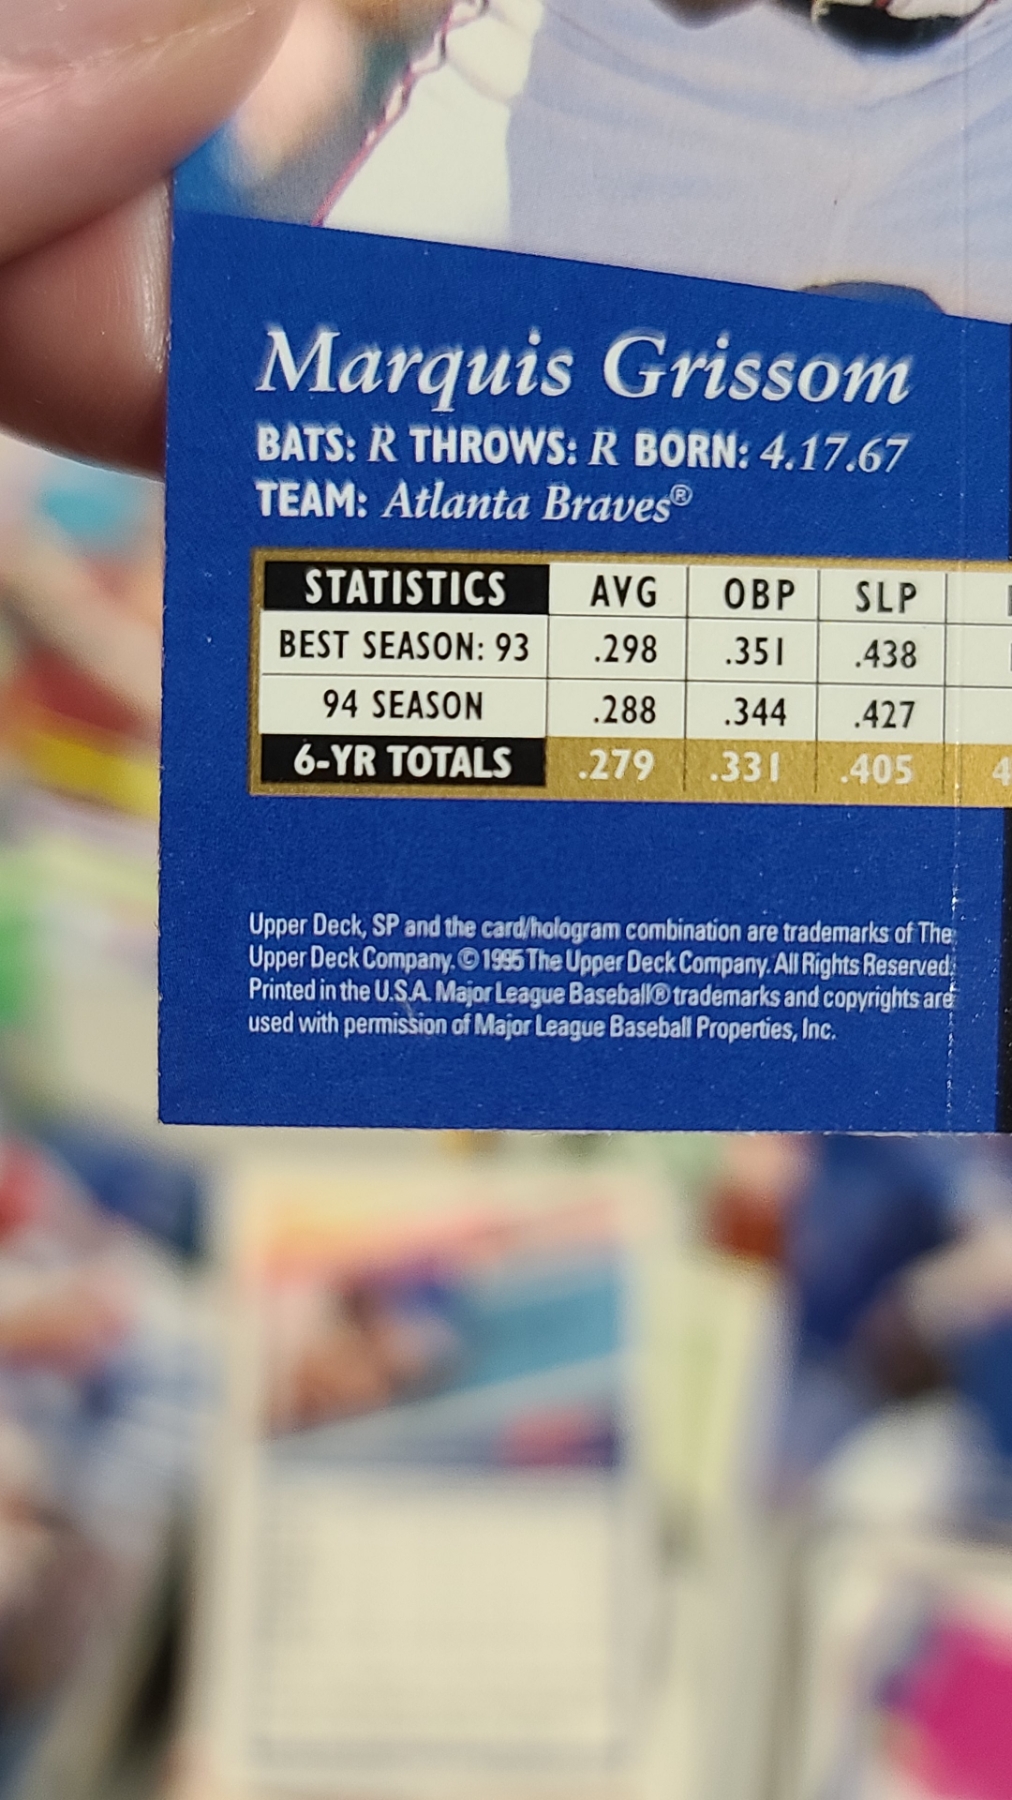 Marquis Grissom
BATS: R THROWS: R BORN: 4.17.67
TEAM: Atlanta Braves®
STATISTICS AVG OBP SLP
BEST SEASON: 93 .298 .351 .438
94 SEASON .288 .344 .427
6-YR TOTALS .279 .331 .405 4
Upper Deck, SP and the card/hologram combination are trademarks of The
Upper Deck Company. © 1995 The Upper Deck Company. All Rights Reserved.
Printed in the U.S.A. Major League Baseball® trademarks and copyrights are
used with permission of Major League Baseball Properties, Inc.